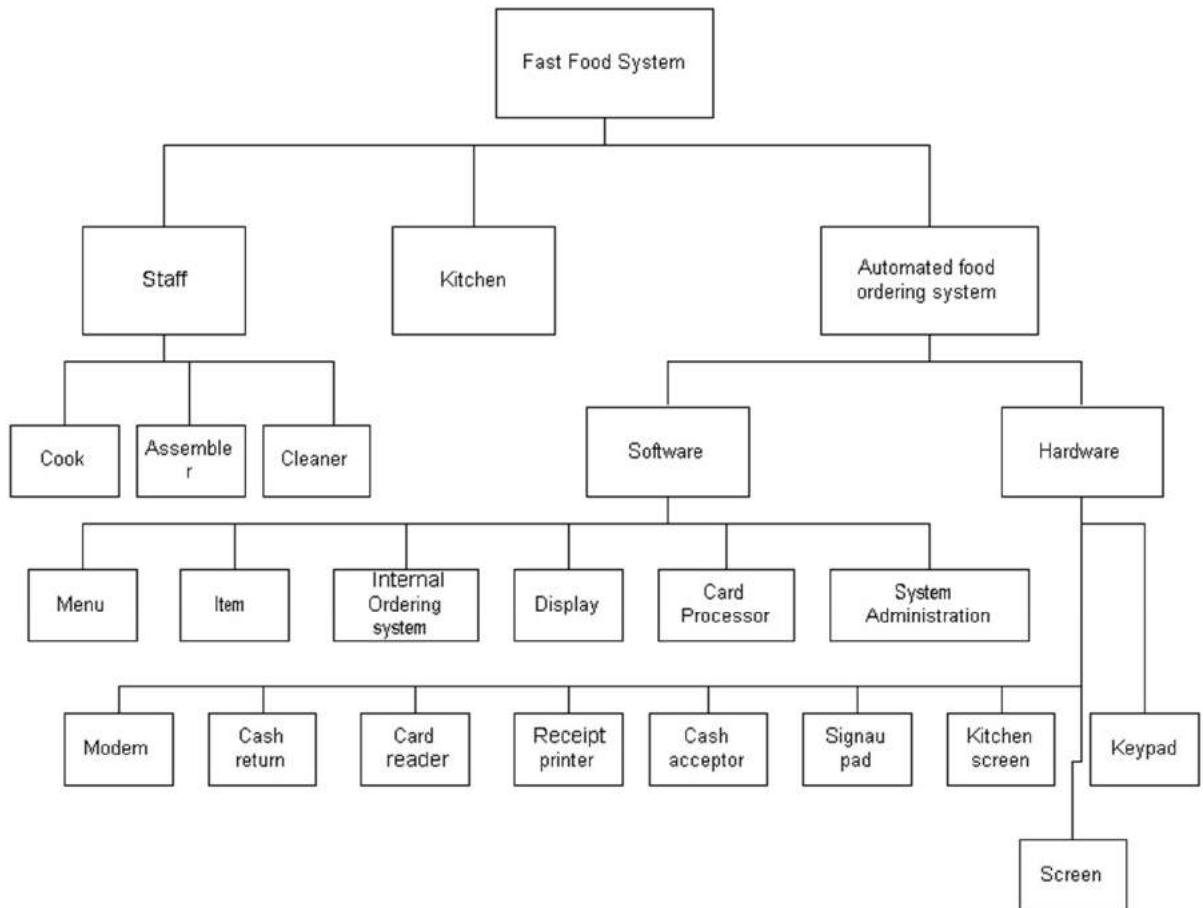 Fast Food System
Staff
Kitchen
Automated food
ordering system
Cook
Assemble
r
Cleaner
Software
Hardware
Menu
Item
Internal
Ordering
system
Display
Card
Processor
System
Administration
Modem
Cash
return
Card
reader
Receipt
printer
Cash
acceptor
Signau
pad
Kitchen
screen
Keypad
Screen